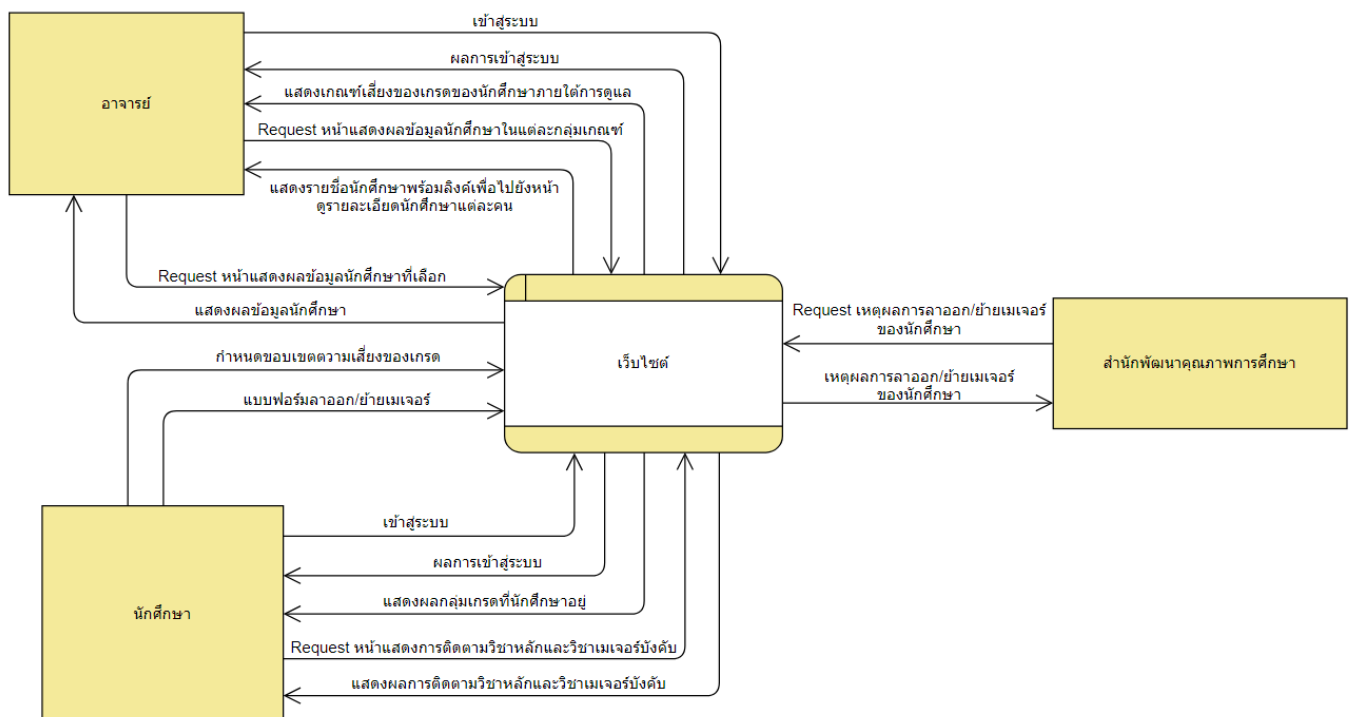 เข้าสู่ระบบ
ผลการเข้าสู่ระบบ
แสดงเกณฑ์เสี่ยงของเกรดของนักศึกษาภายใต้การดูแล
อาจารย์
Request หน้าแสดงผลข้อมูลนักศึกษาในแต่ละกลุ่มเกณฑ์
แสดงรายชื่อนักศึกษาพร้อมลิงค์เพื่อไปยังหน้า
ดูรายละเอียดนักศึกษาแต่ละคน
Request หน้าแสดงผลข้อมูลนักศึกษาที่เลือก
แสดงผลข้อมูลนักศึกษา
Request เหตุผลการลาออก/ย้ายเมเจอร์
ของนักศึกษา
กำหนดขอบเขตความเสี่ยงของเกรด
เว็บไซต์
สำนักพัฒนาคุณภาพการศึกษา
เหตุผลการลาออก/ย้ายเมเจอร์
ของนักศึกษา
แบบฟอร์มลาออก/ย้ายเมเจอร์
เข้าสู่ระบบ
ผลการเข้าสู่ระบบ
แสดงผลกลุ่มเกรดที่นักศึกษาอยู่
นักศึกษา
Request หน้าแสดงการติดตามวิชาหลักและวิชาเมเจอร์บังคับ
แสดงผลการติดตามวิชาหลักและวิชาเมเจอร์บังคับ